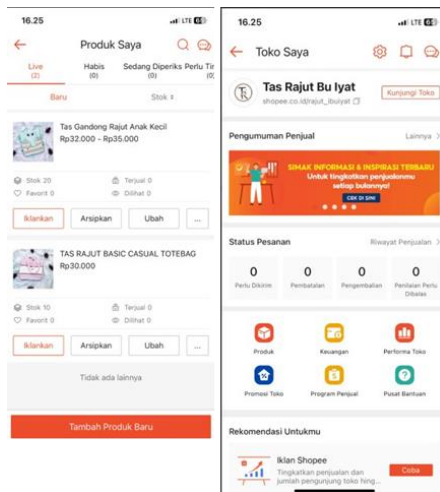 16.25
LTE
Produk Saya
Live
(2)
Habis
(0)
Sedang Diperiks
(0)
Perlu Tin
(0)
Baru
Stok
Tas Gandong Rajut Anak Kecil
Rp32.000 - Rp35.000
Stok 20
Terjual 0
Favorit 0
Dilihat 0
Iklankan
Arsipkan
Ubah
...
TAS RAJUT BASIC CASUAL TOTEBAG
Rp30.000
Stok 10
Terjual 0
Favorit 0
Dilihat 0
Iklankan
Arsipkan
Ubah
...
Tidak ada lainnya
Tambah Produk Baru
16.25
LTE
Toko Saya
Tas Rajut Bu Iyat
shopee.co.id/rajut_ibuiyat
Kunjungi Toko
Pengumuman Penjual
Lainnya >
SIMAK INFORMASI & INSPIRASI TERBARU
Untuk tingkatkan penjualanmu
setiap bulannya!
CEK DI SINI
Status Pesanan
Riwayat Penjualan >
0
Perlu Dikirim
0
Pembatalan
0
Pengembalian
0
Penilaian Perlu
Dibalas
Produk
Keuangan
Performa Toko
Promosi Toko
Program Penjual
Pusat Bantuan
Rekomendasi Untukmu
Iklan Shopee
Tingkatkan penjualan dan
jumlah pengunjung toko hing...
Coba